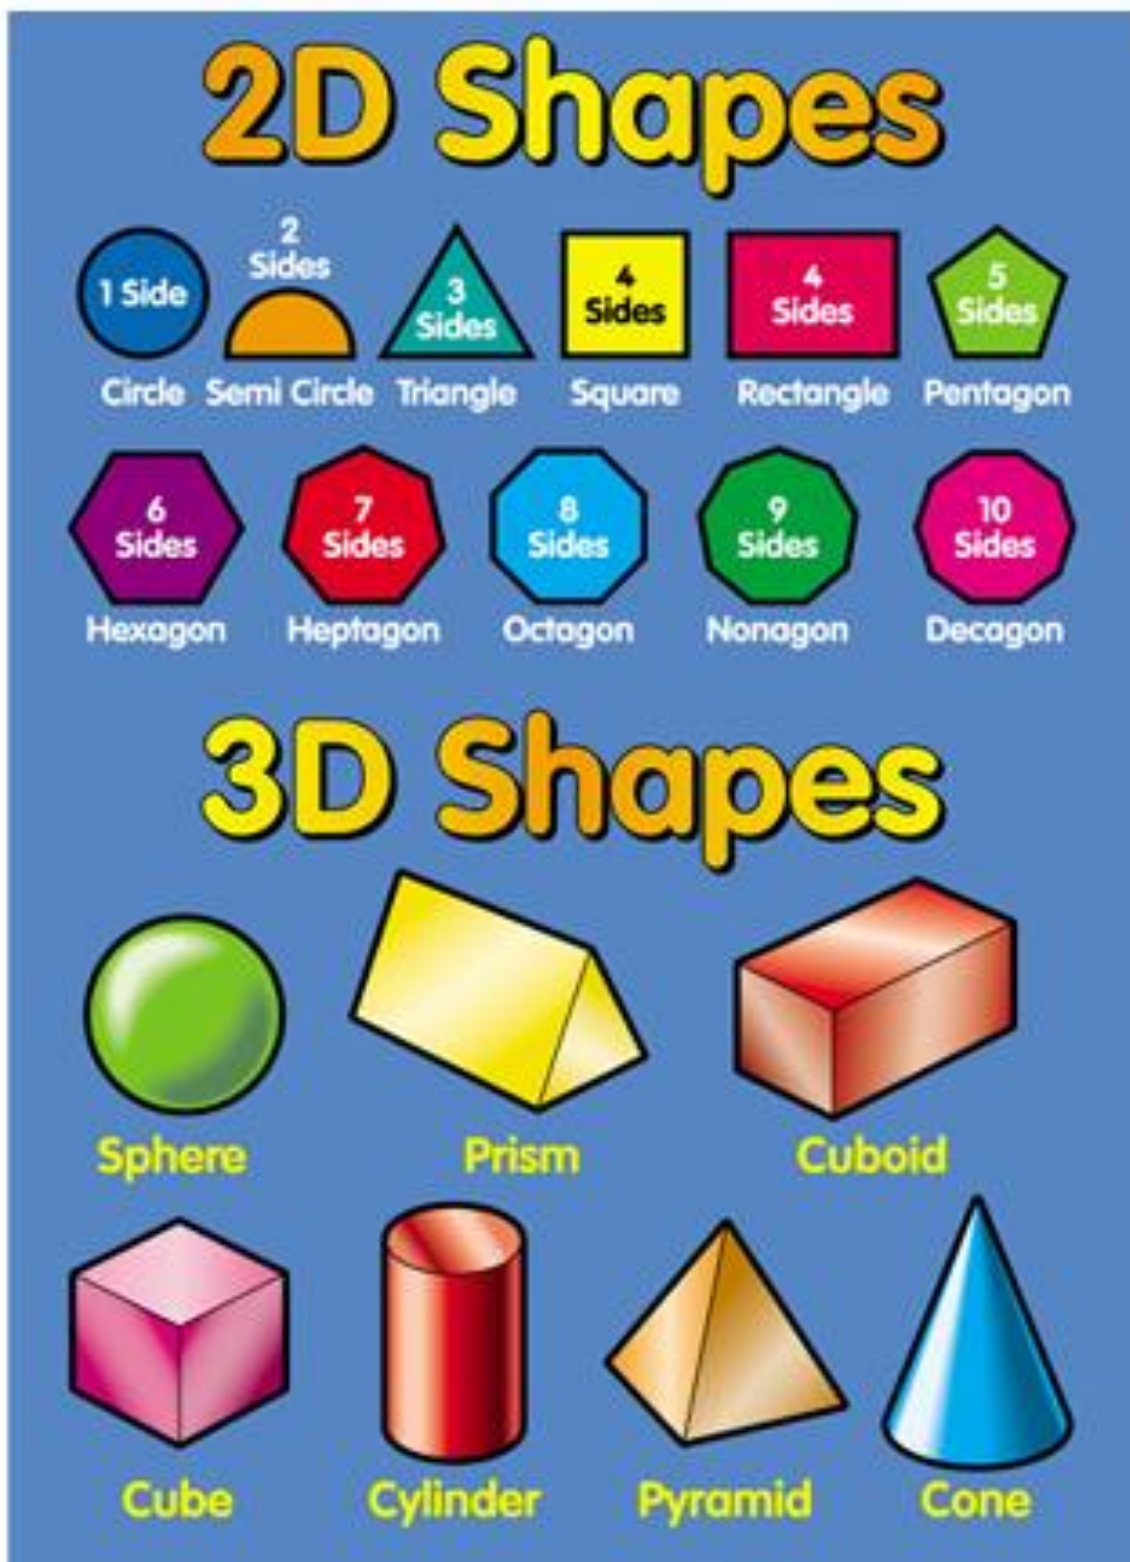 2D Shapes
1 Side
2
Sides
3
Sides
4
Sides
4
Sides
5
Sides
Circle Semi Circle Triangle Square Rectangle Pentagon
6
Sides
7
Sides
8
Sides
9
Sides
10
Sides
Hexagon Heptagon Octagon Nonagon Decagon
3D Shapes
Sphere Prism Cuboid
Cube Cylinder Pyramid Cone